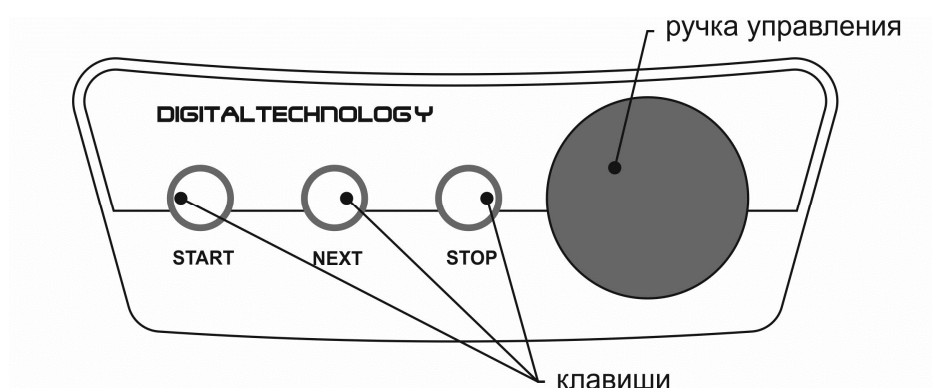 ручка управления
DIGITALTECHNOLOGY
START NEXT STOP
клавиши